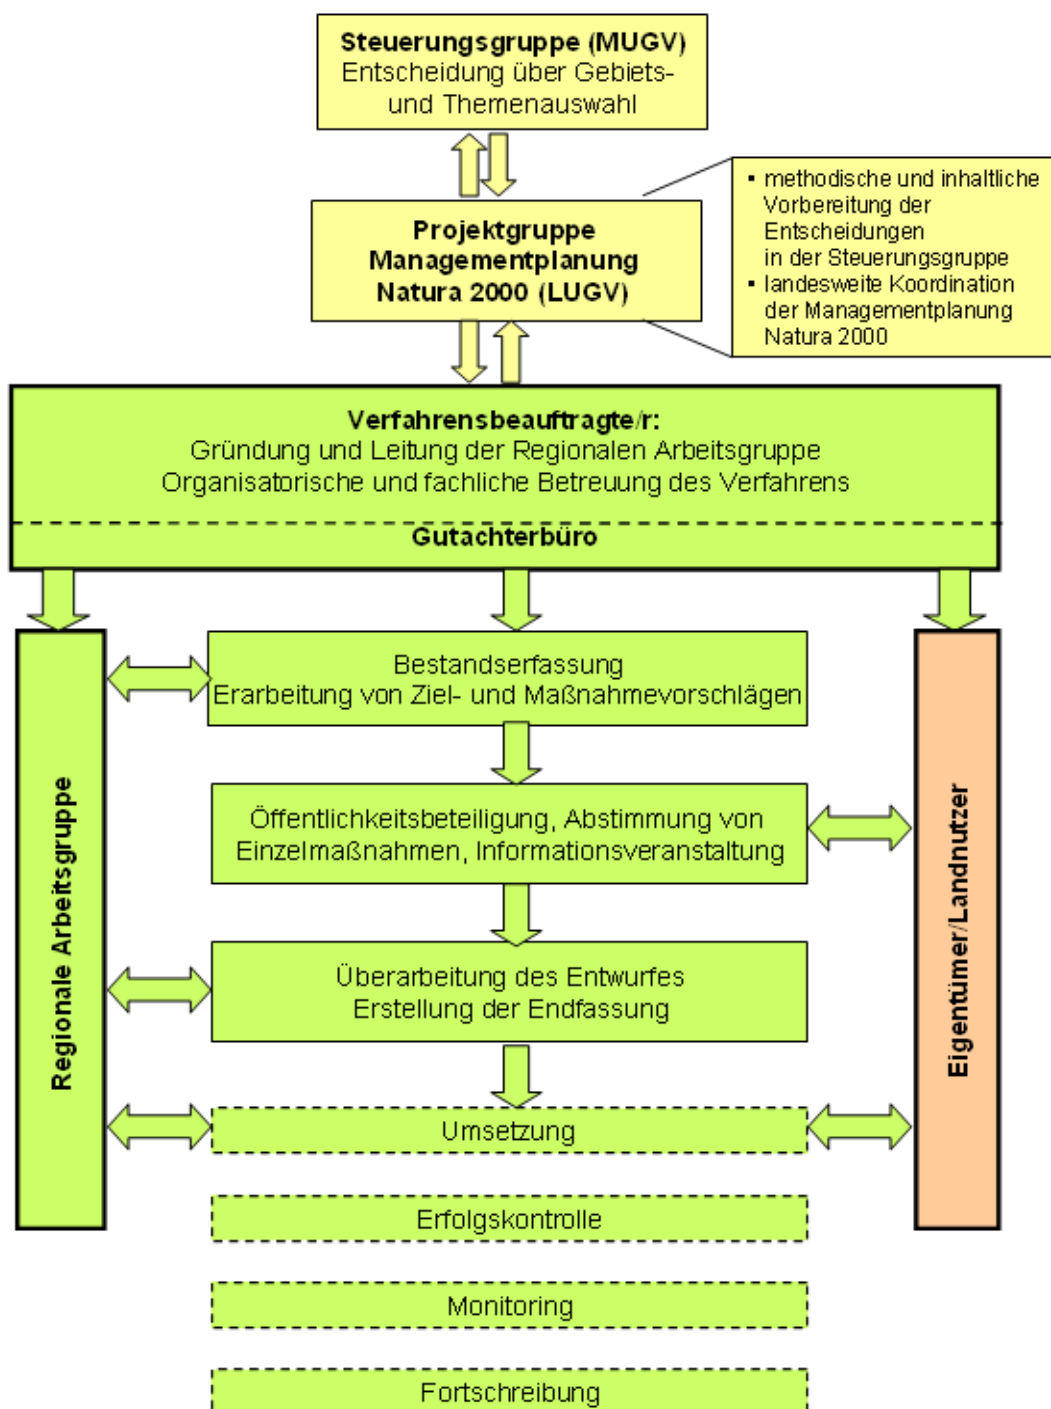 Steuerungsgruppe (MUGV)
Entscheidung über Gebiets-
und Themenauswahl
Projektgruppe
Managementplanung
Natura 2000 (LUGV)
▪ methodische und inhaltliche
Vorbereitung der
Entscheidungen
in der Steuerungsgruppe
▪ landesweite Koordination
der Managementplanung
Natura 2000
Verfahrensbeauftragte/r:
Gründung und Leitung der Regionalen Arbeitsgruppe
Organisatorische und fachliche Betreuung des Verfahrens
Gutachterbüro
Regionale Arbeitsgruppe
Bestandserfassung
Erarbeitung von Ziel- und Maßnahmevorschlägen
Öffentlichkeitsbeteiligung, Abstimmung von
Einzelmaßnahmen, Informationsveranstaltung
Überarbeitung des Entwurfes
Erstellung der Endfassung
Umsetzung
Erfolgskontrolle
Monitoring
Fortschreibung
Eigentümer/Landnutzer